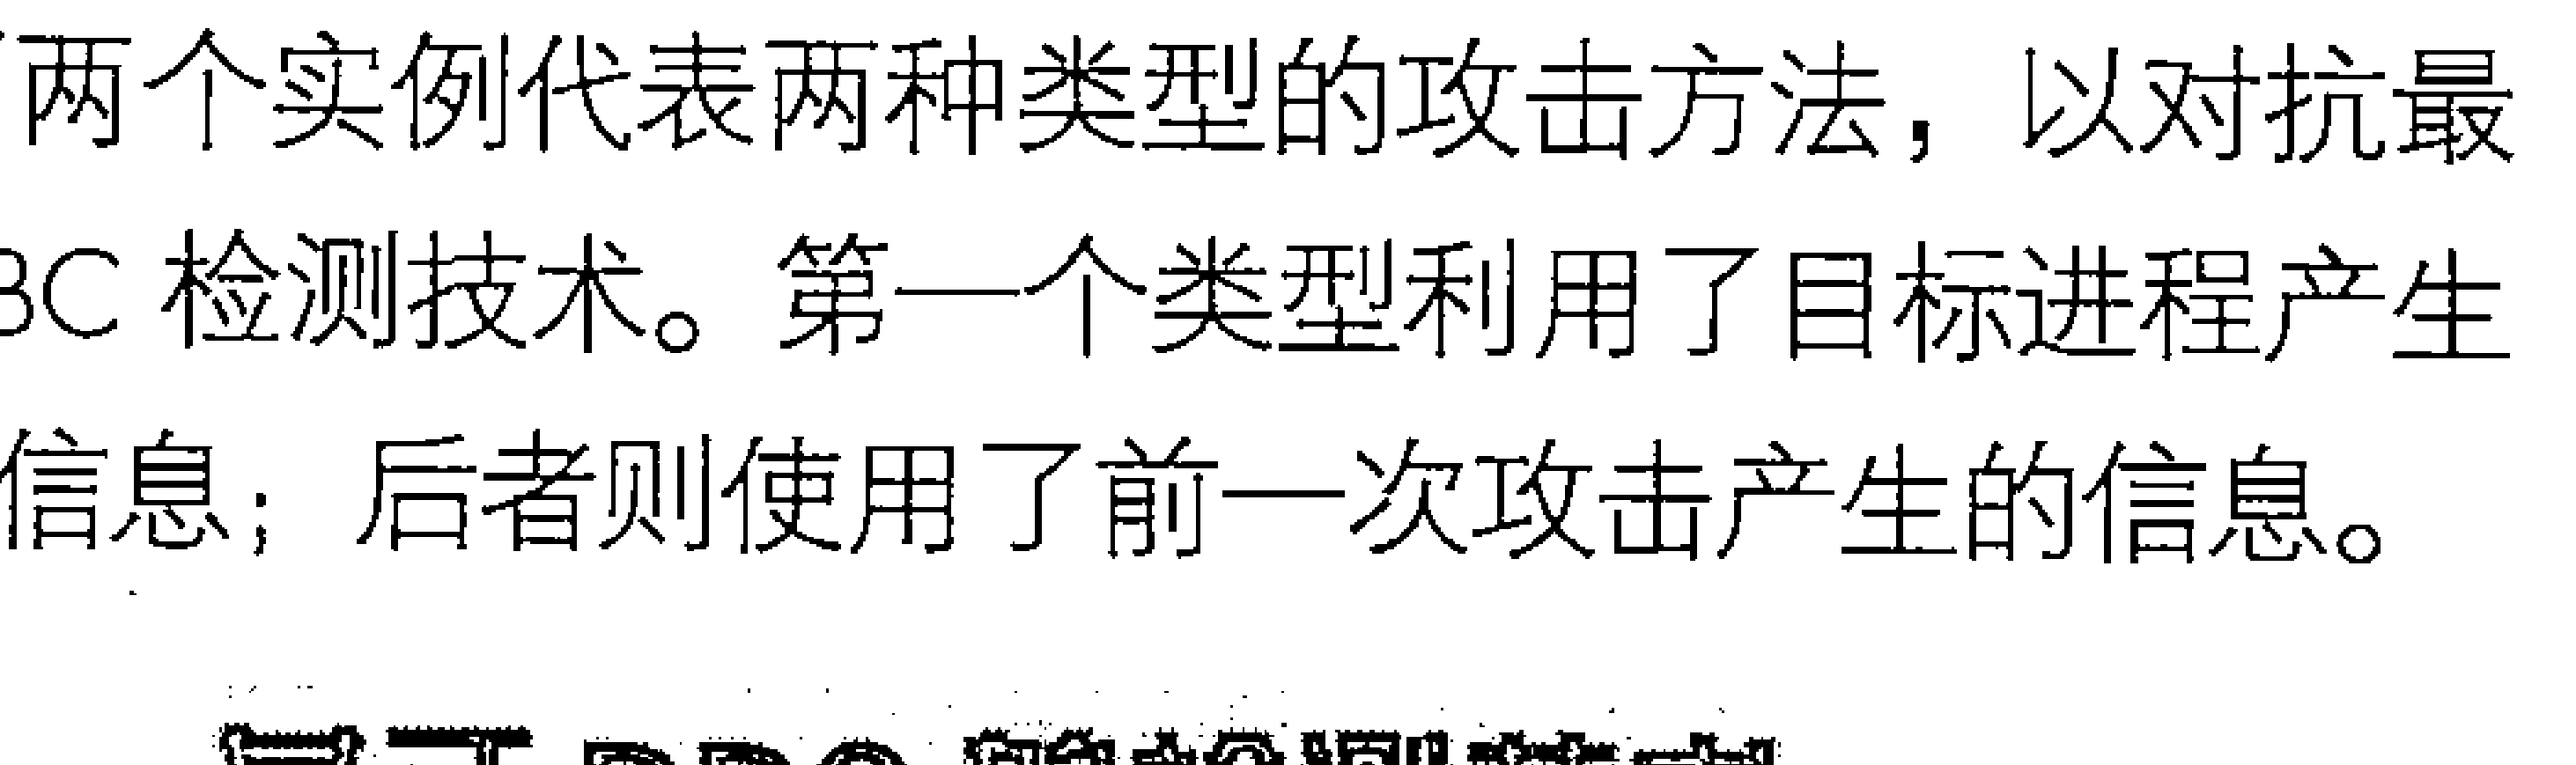 两个实例代表两种类型的攻击方法，以对抗最
BC 检测技术。第一个类型利用了目标进程产生
信息；后者则使用了前一次攻击产生的信息。